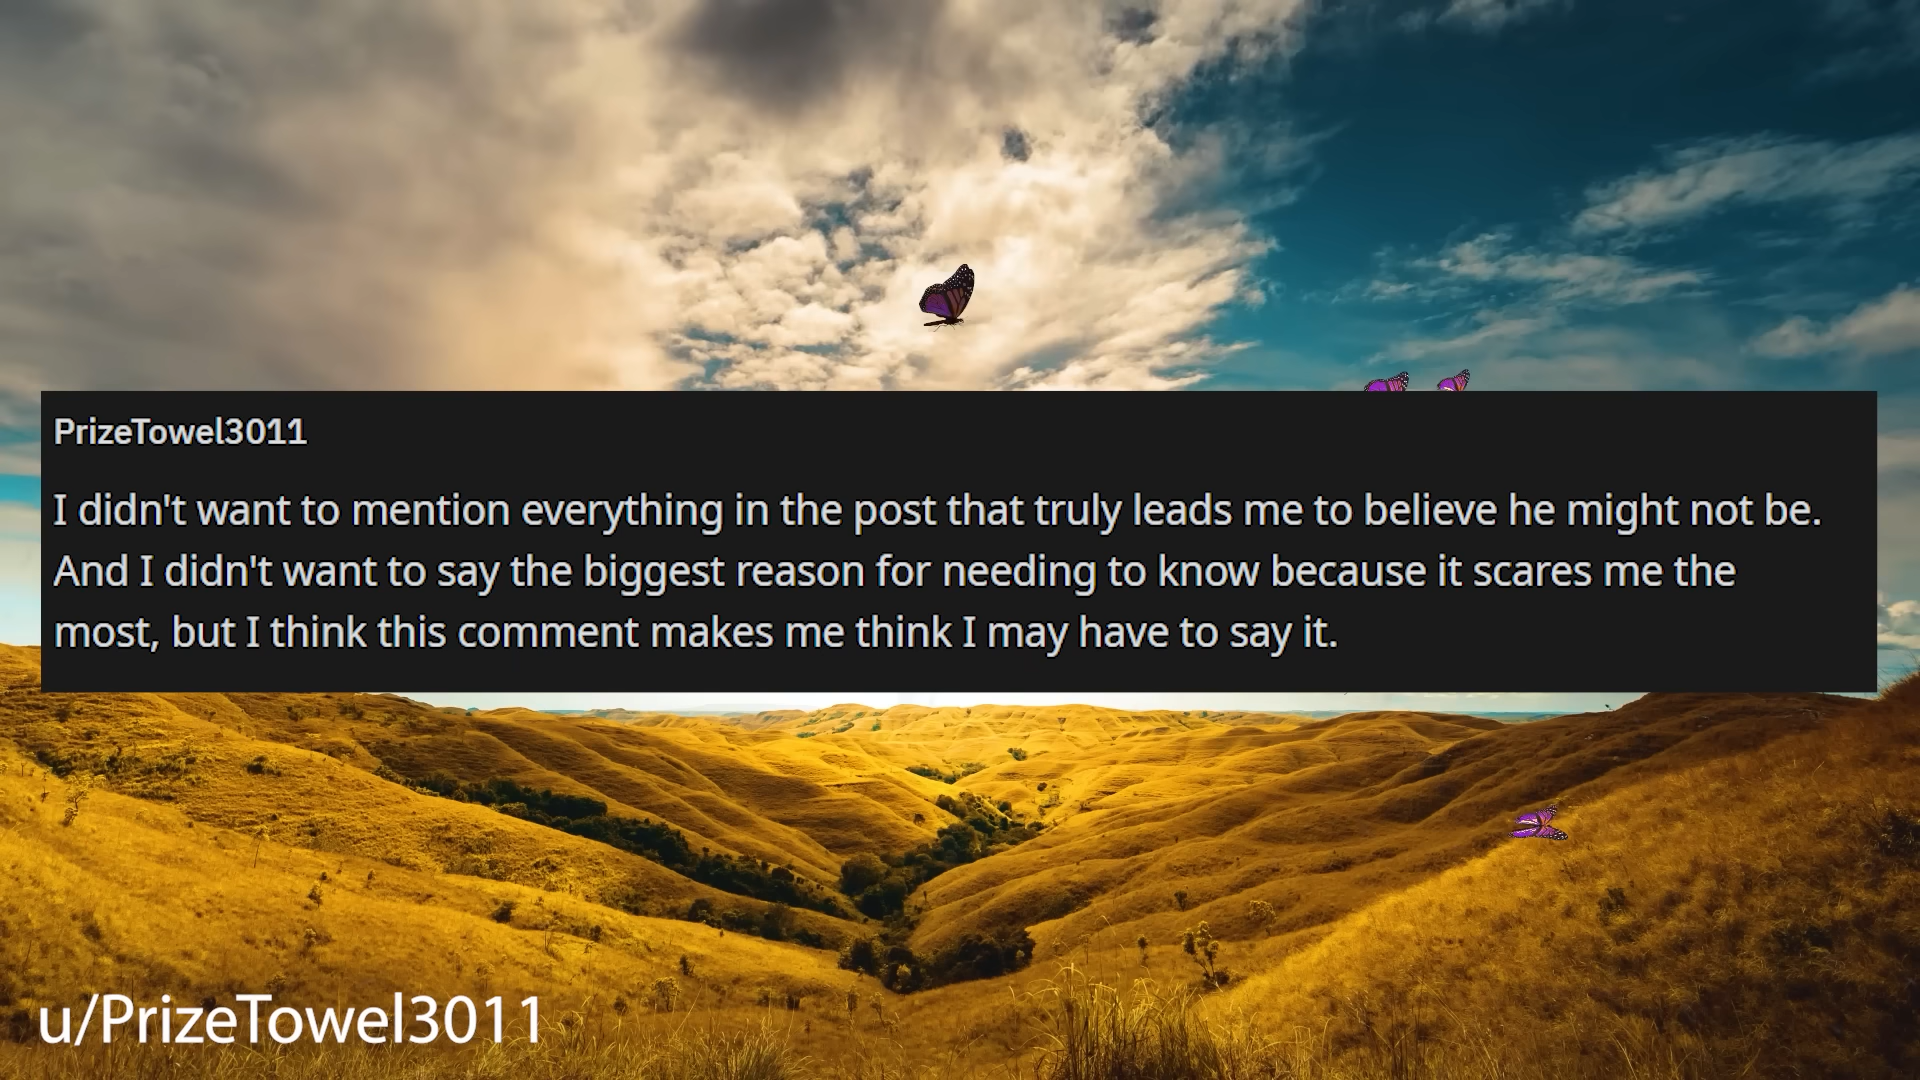 PrizeTowel3011
I didn't want to mention everything in the post that truly leads me to believe he might not be.
And I didn't want to say the biggest reason for needing to know because it scares me the
most, but I think this comment makes me think I may have to say it.
u/PrizeTowel3011